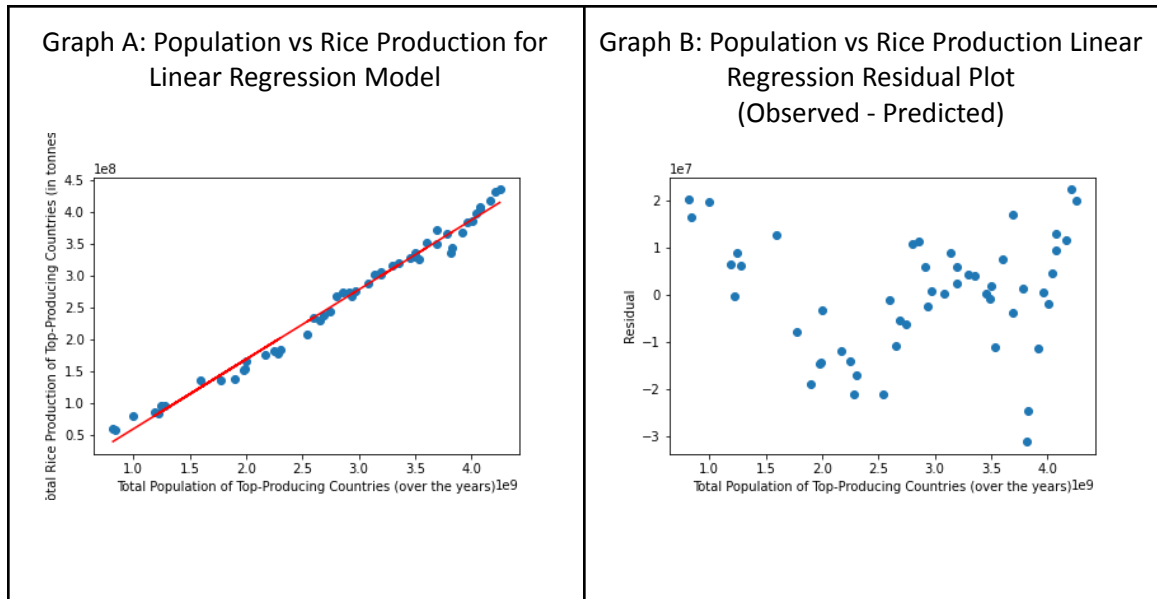 Graph A: Population vs Rice Production for
Linear Regression Model
1e8
4.5
4.0
3.5
3.0
2.5
2.0
1.5
1.0
0.5
Rice Production of Top-Producing Countries (in tonnes
1.0 1.5 2.0 2.5 3.0 3.5 4.0
Total Population of Top-Producing Countries (over the years) 1e9
Graph B: Population vs Rice Production Linear
Regression Residual Plot
(Observed - Predicted)
1e7
2
1
0
−1
−2
−3
Residual
1.0 1.5 2.0 2.5 3.0 3.5 4.0
Total Population of Top-Producing Countries (over the years) 1e9